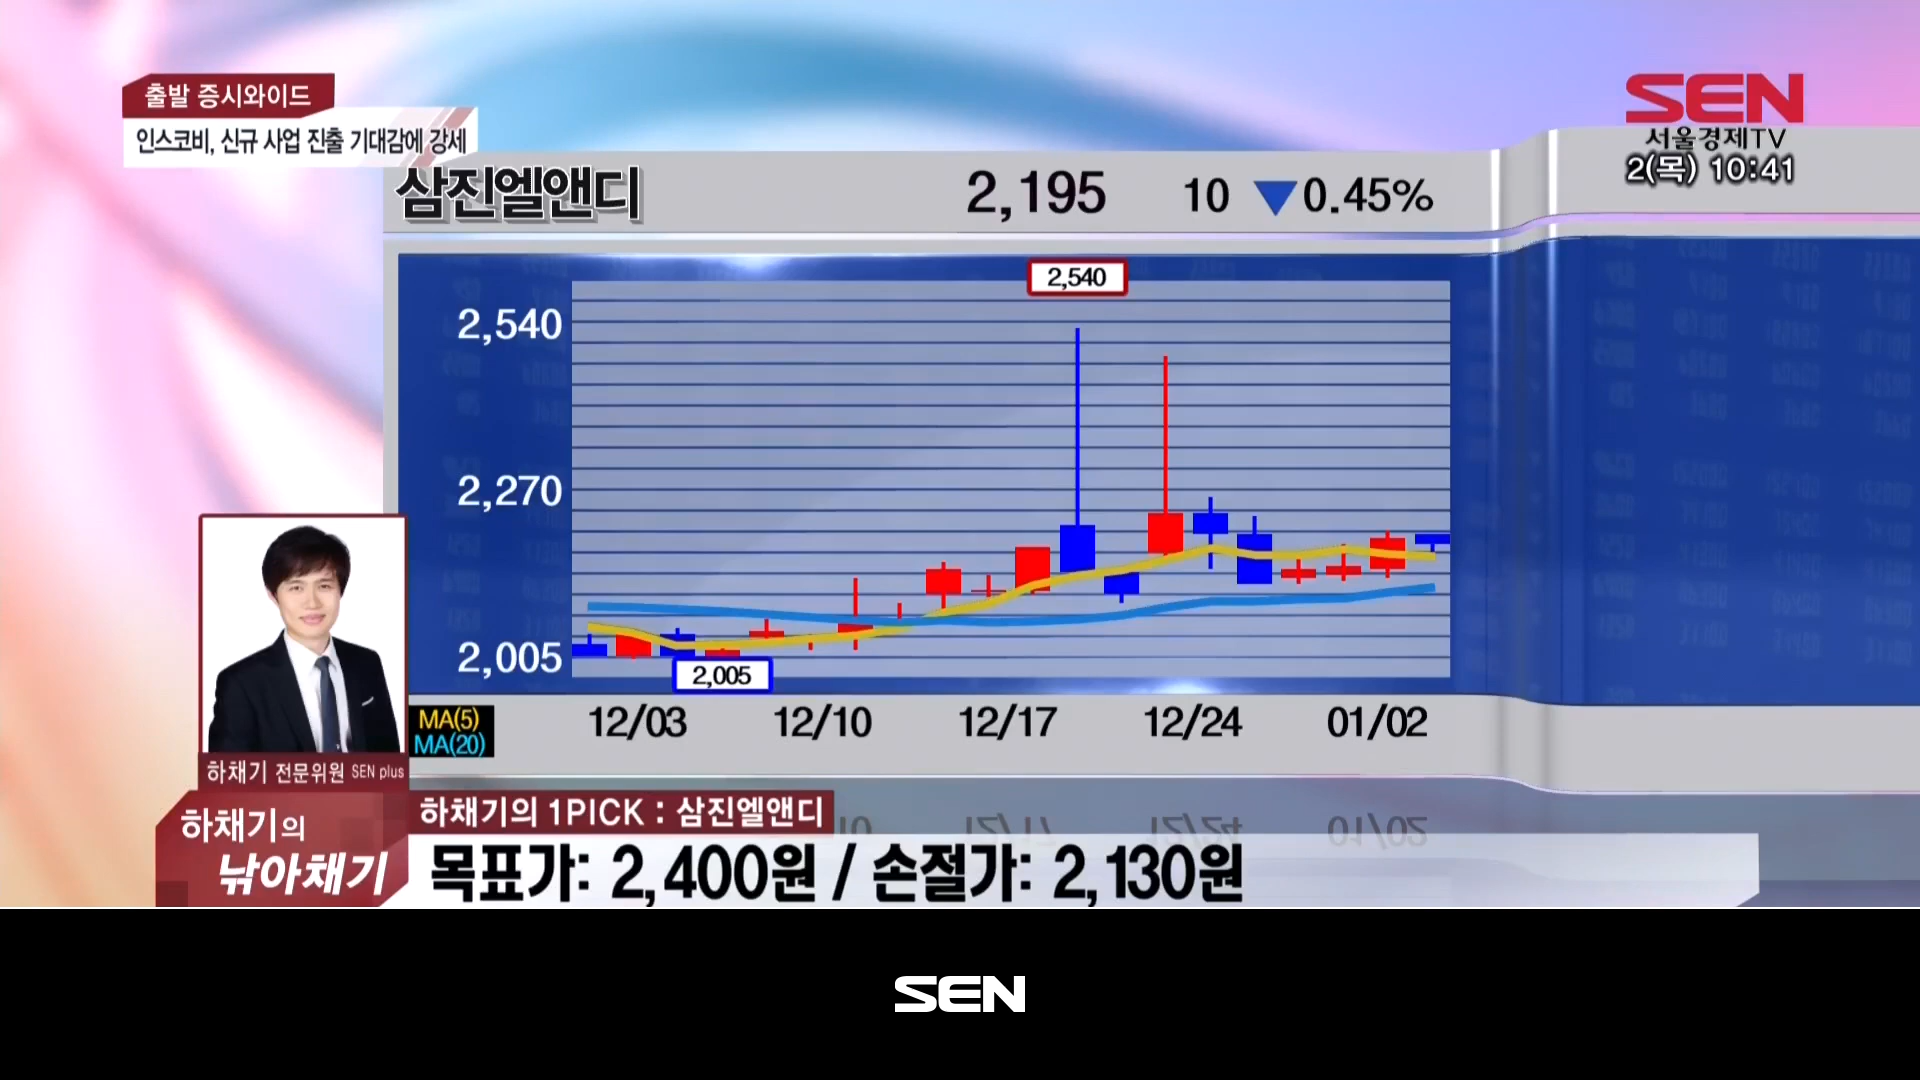 출발 증시와이드
인스코비, 신규 사업 진출 기대감에 강세
SEN
서울경제TV
2(목) 10:41
삼진엘앤디 2,195 10 ▼0.45%
2,540
2,540
2,270
2,005
2,005
MA(5)
MA(20)
12/03 12/10 12/17 12/24 01/02
하채기 전문위원 SEN plus
하채기의
낚아채기
하채기의 1PICK : 삼진엘앤디
목표가: 2,400원 / 손절가: 2,130원
SEN